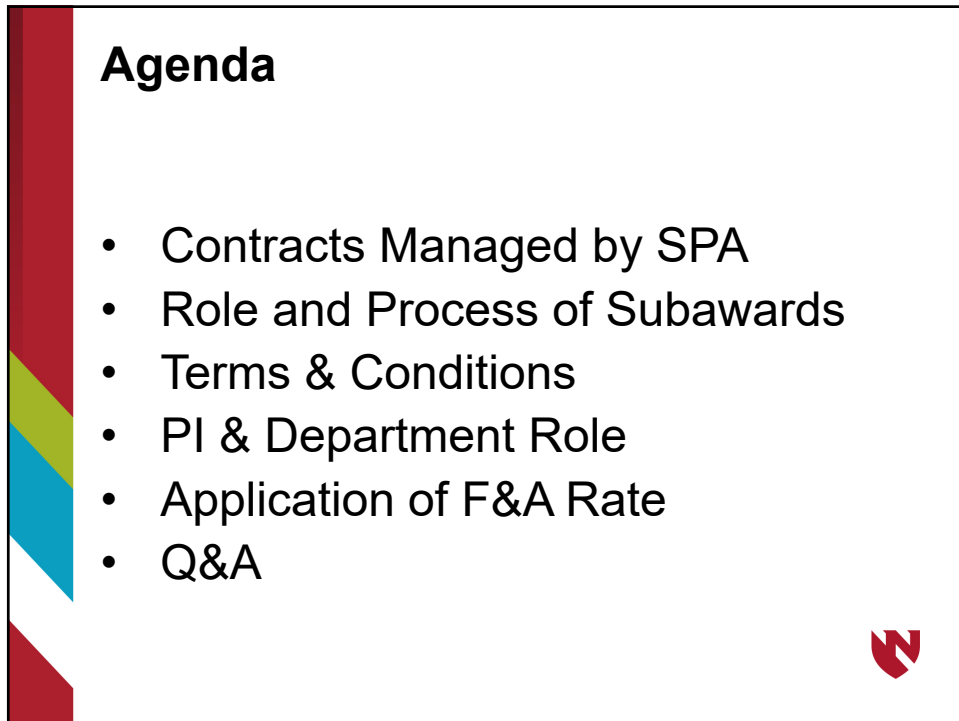 Agenda
• Contracts Managed by SPA
• Role and Process of Subawards
• Terms & Conditions
• PI & Department Role
• Application of F&A Rate
• Q&A
N